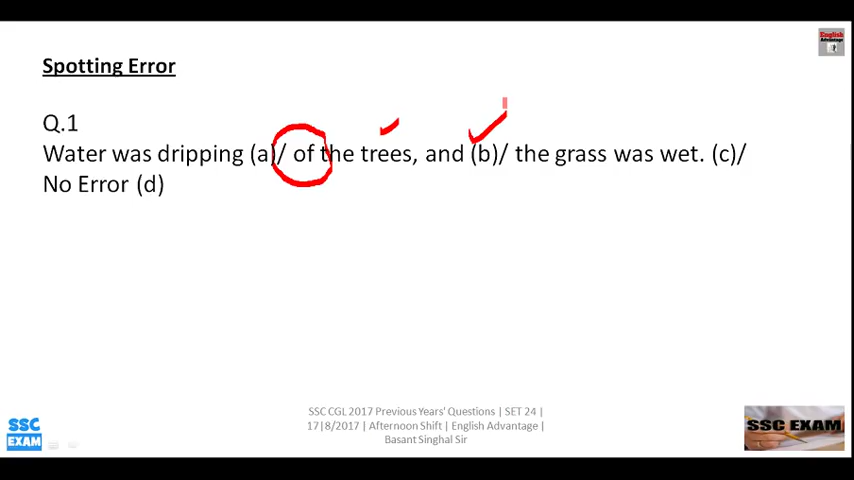 English
Advantage
Spotting Error
Q.1
Water was dripping (a)/ of the trees, and (b)/ the grass was wet. (c)/
No Error (d)
SSC CGL 2017 Previous Years' Questions | SET 24 |
17|8/2017 | Afternoon Shift | English Advantage |
Basant Singhal Sir
SSC
EXAM
SSC EXAM